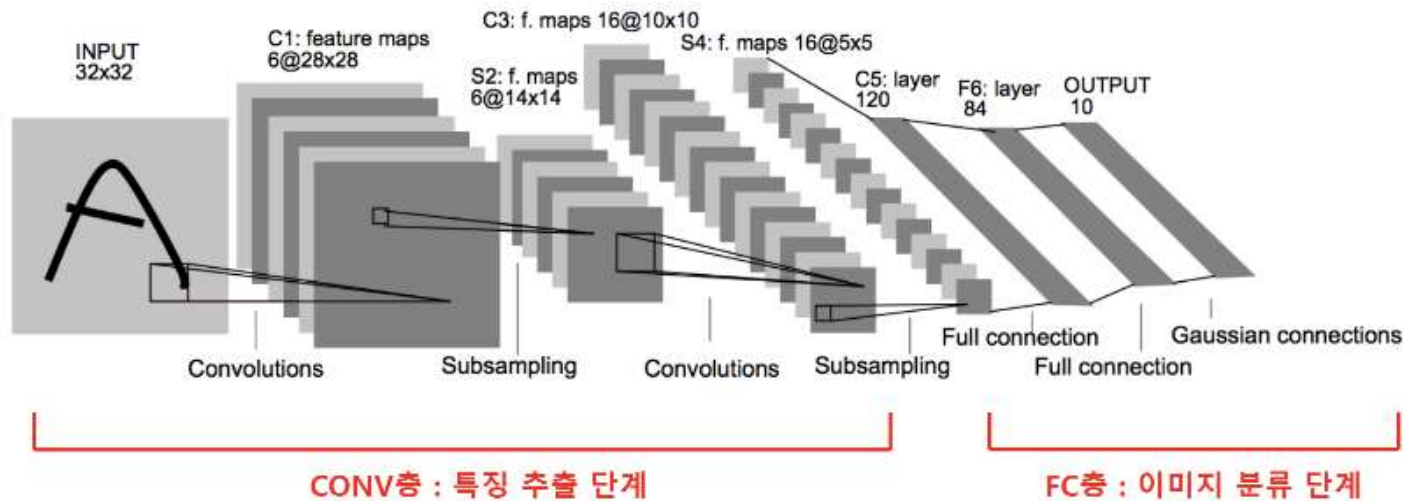 INPUT
32x32
C1: feature maps
6@28x28
S2: f. maps
6@14x14
C3: f. maps 16@10x10
S4: f. maps 16@5x5
C5: layer
120
F6: layer
84
OUTPUT
10
Convolutions
Subsampling
Convolutions
Subsampling
Full connection
Full connection
Gaussian connections
CONV층 : 특징 추출 단계
FC층 : 이미지 분류 단계